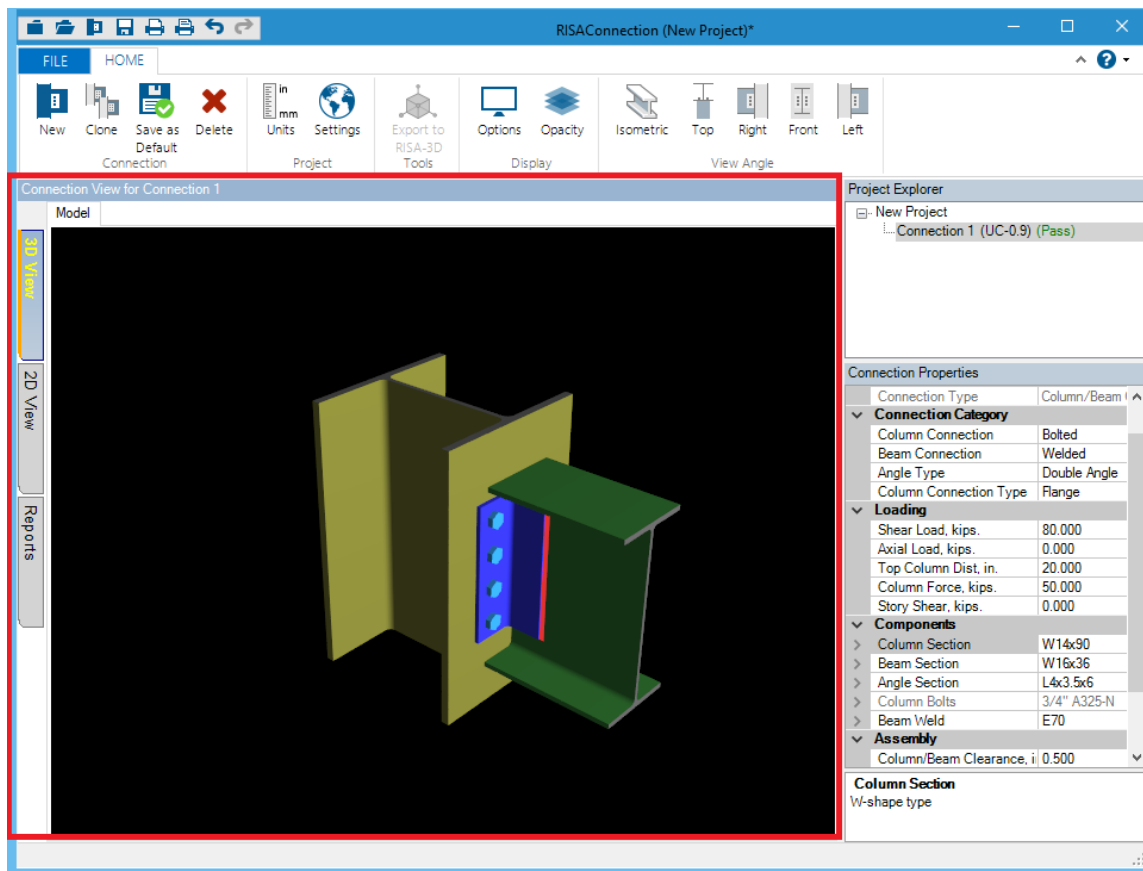 RISAConnection (New Project)*
FILE HOME
in
mm
New Clone Save as Default Delete Units Settings Export to RISA-3D Options Opacity Isometric Top Right Front Left
Connection Project Tools Display View Angle
Connection View for Connection 1
Model
3D View
2D View
Reports
Project Explorer
New Project
Connection 1 (UC-0.9) (Pass)
Connection Properties
Connection Type Column/Beam
Connection Category
Column Connection Bolted
Beam Connection Welded
Angle Type Double Angle
Column Connection Type Flange
Loading
Shear Load, kips. 80.000
Axial Load, kips. 0.000
Top Column Dist, in. 20.000
Column Force, kips. 50.000
Story Shear, kips. 0.000
Components
Column Section W14x90
Beam Section W16x36
Angle Section L4x3.5x6
Column Bolts 3/4" A325-N
Beam Weld E70
Assembly
Column/Beam Clearance, i 0.500
Column Section
W-shape type